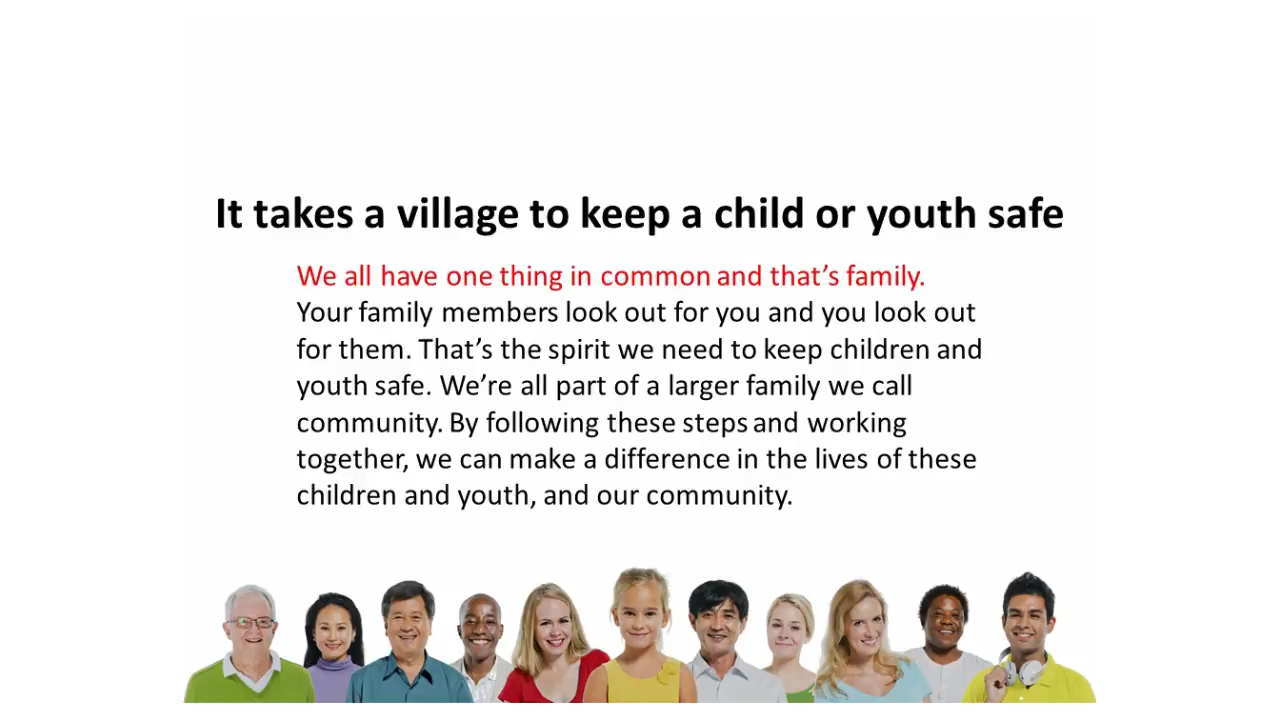 It takes a village to keep a child or youth safe
We all have one thing in common and that’s family.
Your family members look out for you and you look out
for them. That’s the spirit we need to keep children and
youth safe. We’re all part of a larger family we call
community. By following these steps and working
together, we can make a difference in the lives of these
children and youth, and our community.